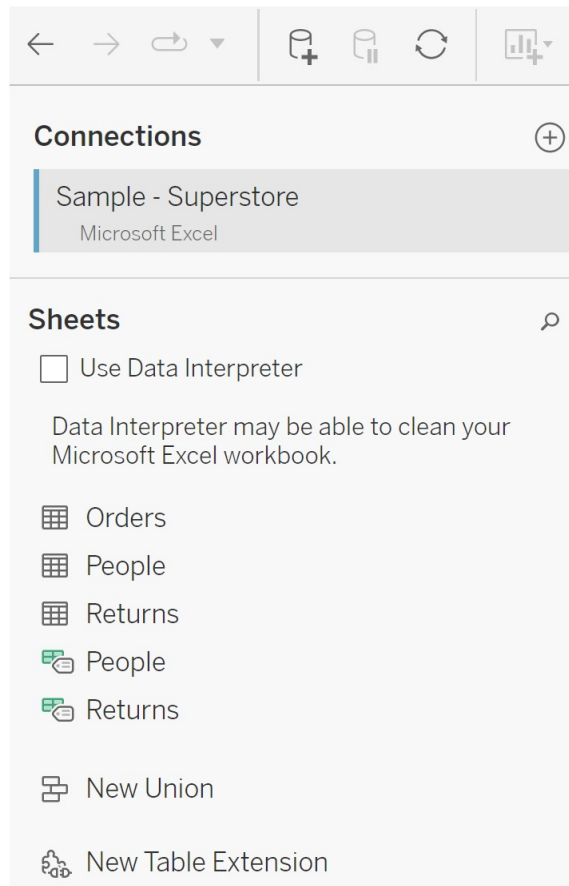 Connections
Sample - Superstore
Microsoft Excel
Sheets
Use Data Interpreter
Data Interpreter may be able to clean your
Microsoft Excel workbook.
Orders
People
Returns
People
Returns
New Union
New Table Extension